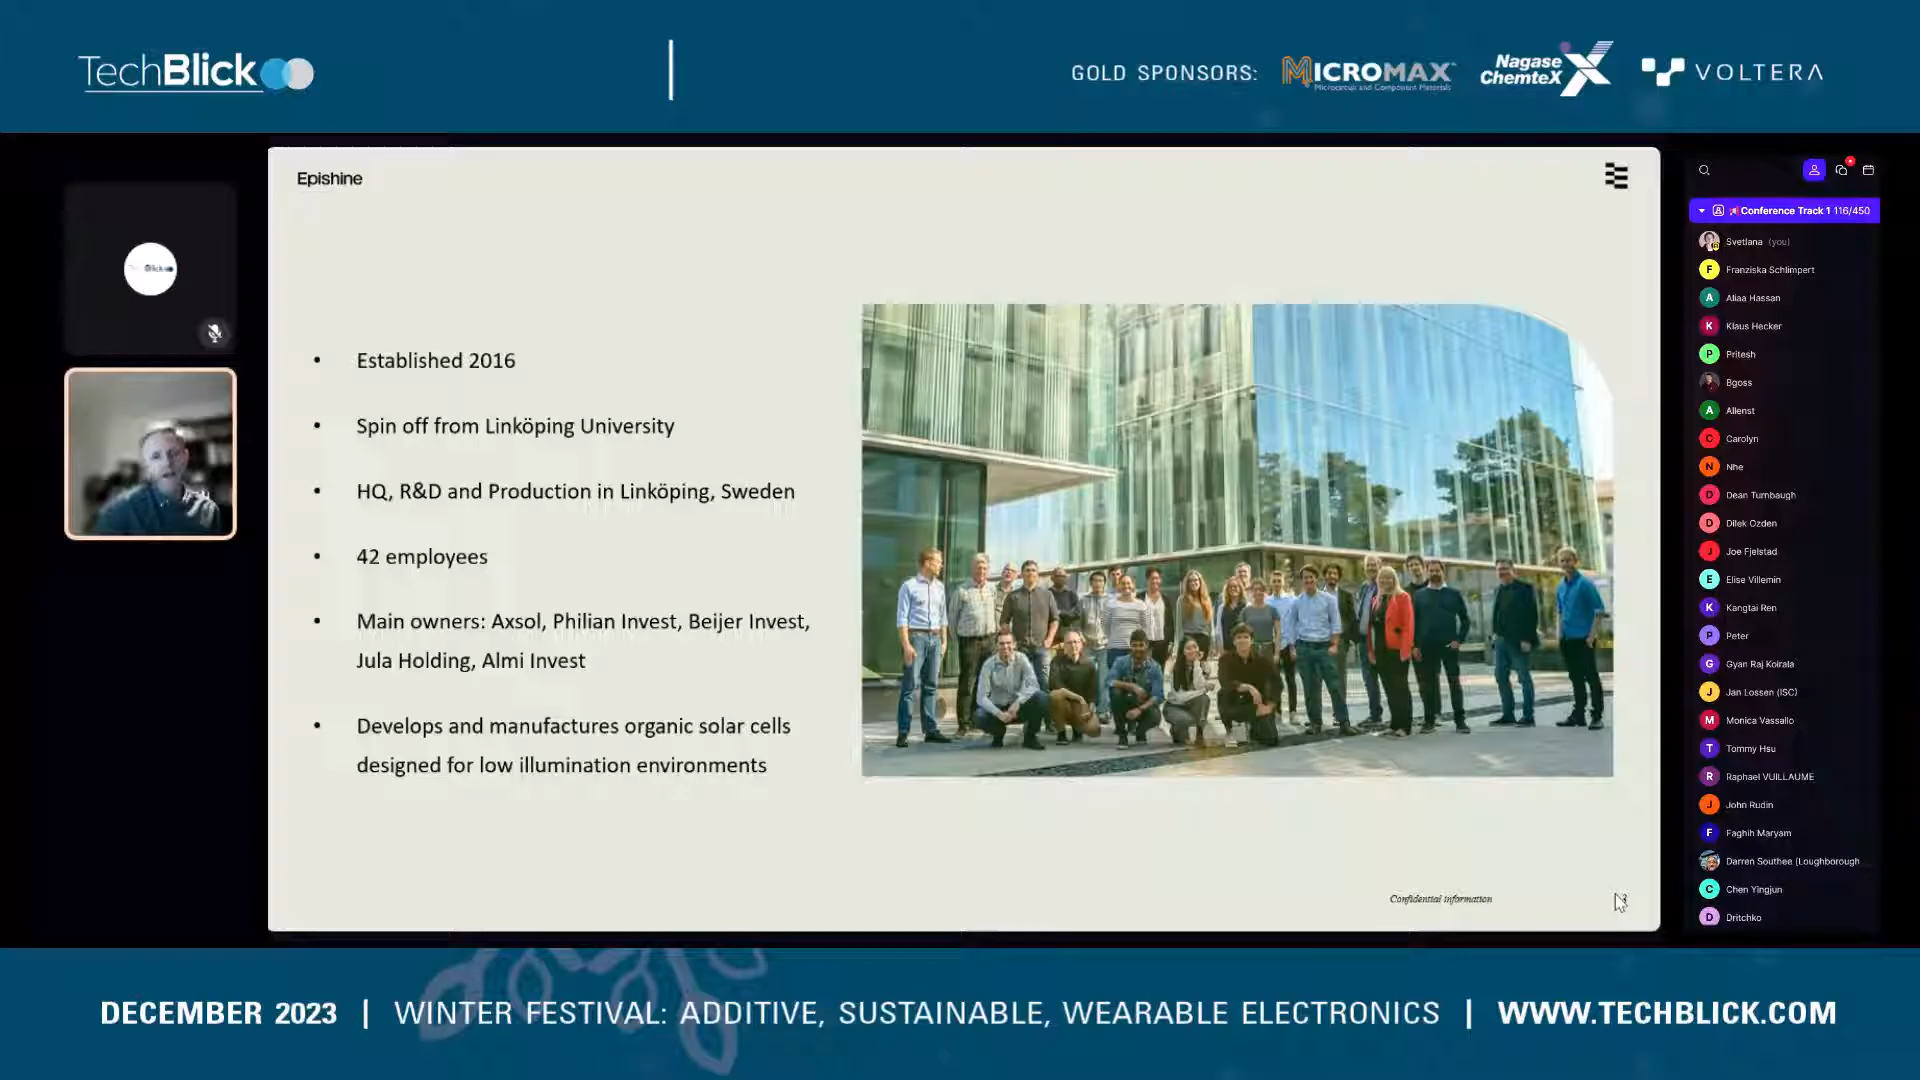 TechBlick
GOLD SPONSORS:
MICROMAX
Microcircuit and Component Materials
Nagase
ChemteX
VOLTERA
Epishine
• Established 2016
• Spin off from Linköping University
• HQ, R&D and Production in Linköping, Sweden
• 42 employees
• Main owners: Axsol, Philian Invest, Beijer Invest,
Jula Holding, Almi Invest
• Develops and manufactures organic solar cells
designed for low illumination environments
Confidential information
Conference Track 1 116/450
Svetlana (you)
F Franziska Schlimpert
A Aliaa Hassan
K Klaus Hecker
P Pritesh
Bgoss
A Allenst
C Carolyn
N Nhe
D Dean Turnbaugh
D Dilek Ozden
J Joe Fjelstad
E Elise Villemin
K Kangtai Ren
P Peter
G Gyan Raj Koirala
J Jan Lossen (ISC)
M Monica Vassallo
T Tommy Hsu
R Raphael VUILLAUME
J John Rudin
F Faghih Maryam
Darren Southee (Loughborough
C Chen Yingjun
D Dritchko
DECEMBER 2023 | WINTER FESTIVAL: ADDITIVE, SUSTAINABLE, WEARABLE ELECTRONICS | WWW.TECHBLICK.COM